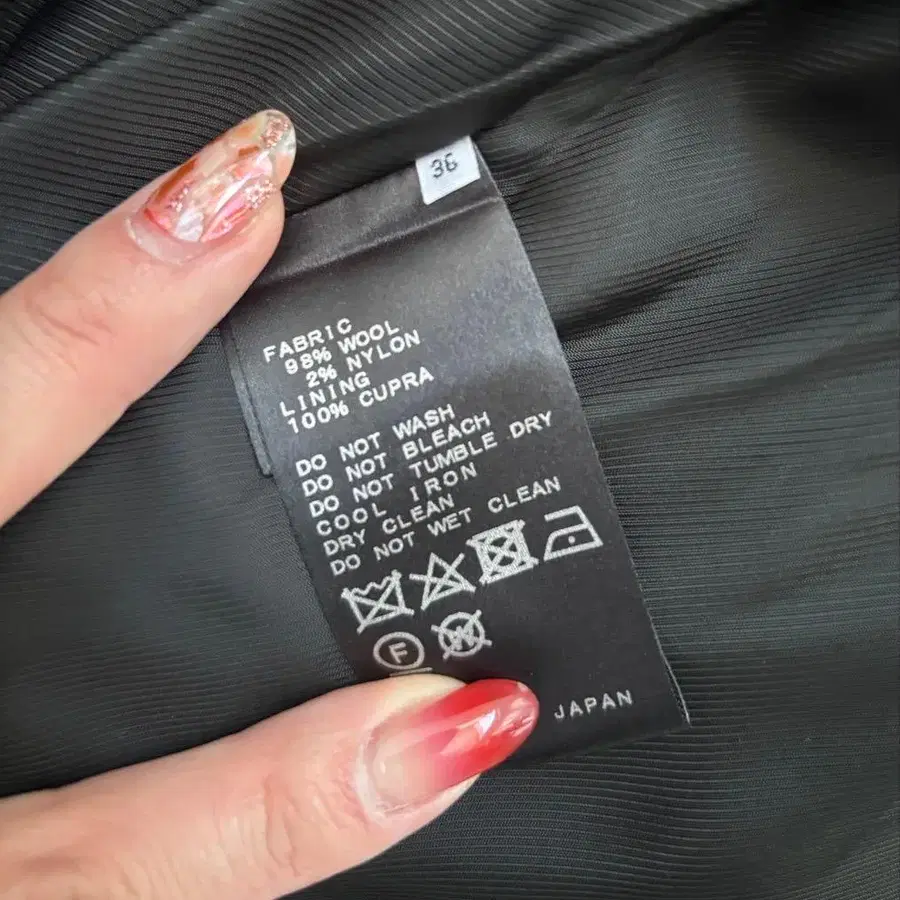 36
FABRIC
98% WOOL
2% NYLON
LINING
100% CUPRA
DO NOT WASH
DO NOT BLEACH
DO NOT TUMBLE DRY
COOL IRON
DRY CLEAN
DO NOT WET CLEAN
F W
JAPAN